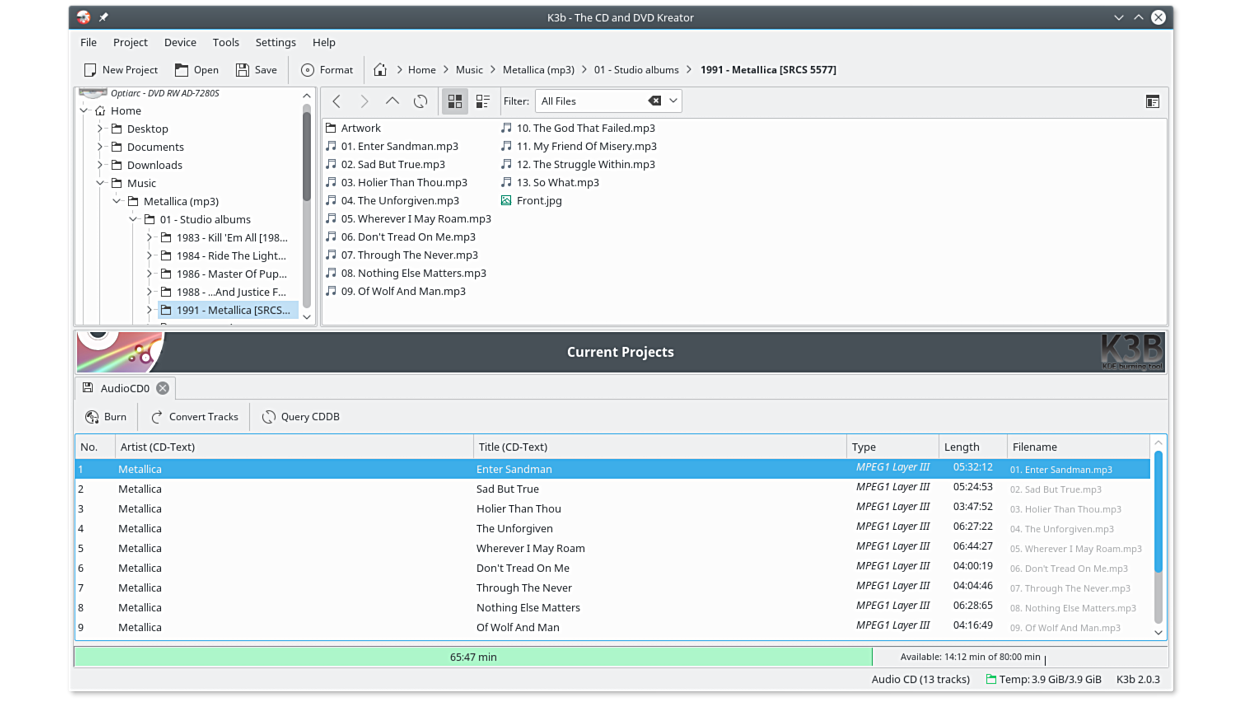 K3b - The CD and DVD Kreator
File Project Device Tools Settings Help
New Project Open Save Format Home Music Metallica (mp3) 01 - Studio albums 1991 - Metallica [SRCS 5577]
Optiarc - DVD RW AD-7280S
Home
Desktop
Documents
Downloads
Music
Metallica (mp3)
01 - Studio albums
1983 - Kill 'Em All [198...
1984 - Ride The Light...
1986 - Master Of Pup...
1988 - ...And Justice F...
1991 - Metallica [SRCS...
Filter: All Files
Artwork
01. Enter Sandman.mp3
02. Sad But True.mp3
03. Holier Than Thou.mp3
04. The Unforgiven.mp3
05. Wherever I May Roam.mp3
06. Don't Tread On Me.mp3
07. Through The Never.mp3
08. Nothing Else Matters.mp3
09. Of Wolf And Man.mp3
10. The God That Failed.mp3
11. My Friend Of Misery.mp3
12. The Struggle Within.mp3
13. So What.mp3
Front.jpg
Current Projects
K3B
KDE burning tool
AudioCD0
Burn Convert Tracks Query CDDB
No. Artist (CD-Text) Title (CD-Text) Type Length Filename
1 Metallica Enter Sandman MPEG1 Layer III 05:32:12 01. Enter Sandman.mp3
2 Metallica Sad But True MPEG1 Layer III 05:24:53 02. Sad But True.mp3
3 Metallica Holier Than Thou MPEG1 Layer III 03:47:52 03. Holier Than Thou.mp3
4 Metallica The Unforgiven MPEG1 Layer III 06:27:22 04. The Unforgiven.mp3
5 Metallica Wherever I May Roam MPEG1 Layer III 06:44:27 05. Wherever I May Roam.mp3
6 Metallica Don't Tread On Me MPEG1 Layer III 04:00:19 06. Don't Tread On Me.mp3
7 Metallica Through The Never MPEG1 Layer III 04:04:46 07. Through The Never.mp3
8 Metallica Nothing Else Matters MPEG1 Layer III 06:28:65 08. Nothing Else Matters.mp3
9 Metallica Of Wolf And Man MPEG1 Layer III 04:16:49 09. Of Wolf And Man.mp3
65:47 min Available: 14:12 min of 80:00 min
Audio CD (13 tracks) Temp: 3.9 GiB/3.9 GiB K3b 2.0.3